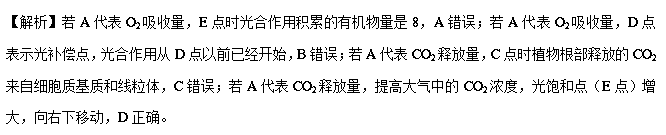 【解析】若 A 代表 O₂吸收量，E 点时光合作用积累的有机物量是 8，A 错误；若 A 代表 O₂吸收量，D 点
表示光补偿点，光合作用从 D 点以前已经开始，B 错误；若 A 代表 CO₂释放量，C 点时植物根部释放的 CO₂
来自细胞质基质和线粒体，C 错误；若 A 代表 CO₂释放量，提高大气中的 CO₂浓度，光饱和点（E 点）增
大，向右下移动，D 正确。